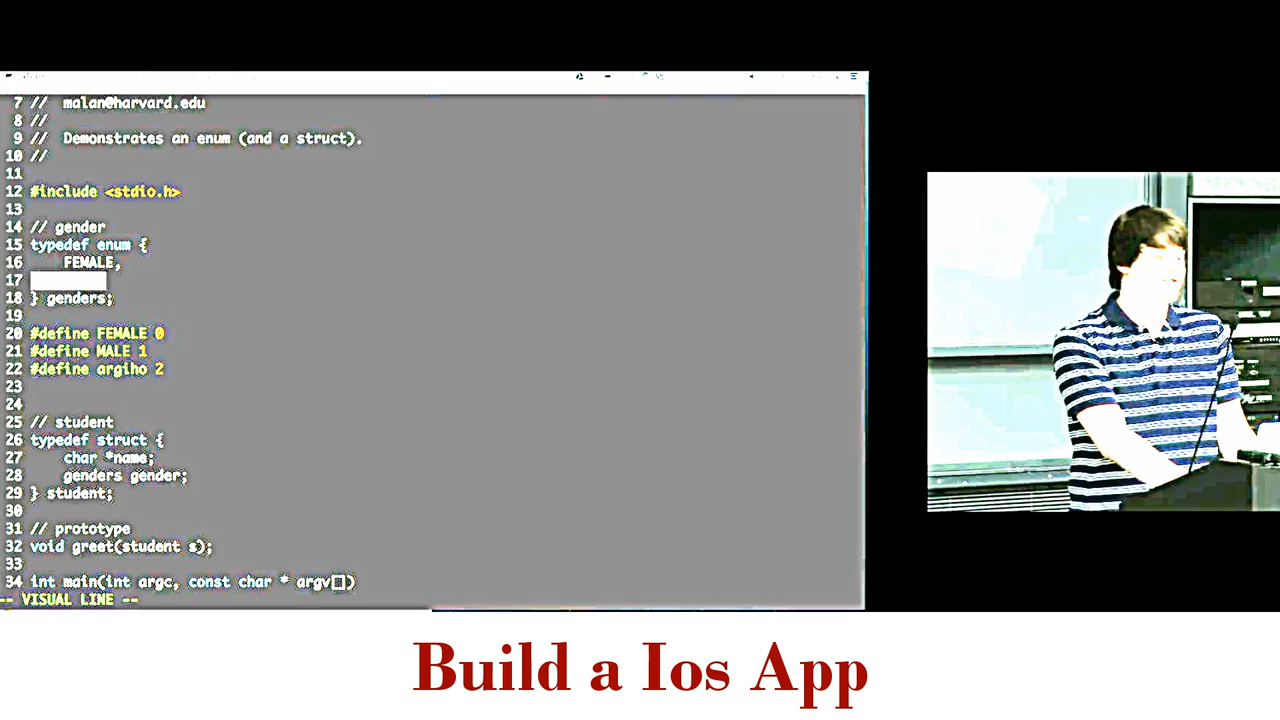 7 // malan@harvard.edu
8 //
9 // Demonstrates an enum (and a struct).
10 //
11
12 #include <stdio.h>
13
14 // gender
15 typedef enum {
16 FEMALE,
17
18 } genders;
19
20 #define FEMALE 0
21 #define MALE 1
22 #define argiho 2
23
24
25 // student
26 typedef struct {
27 char *name;
28 genders gender;
29 } student;
30
31 // prototype
32 void greet(student s);
33
34 int main(int argc, const char * argv[])
-- VISUAL LINE --
Build a Ios App